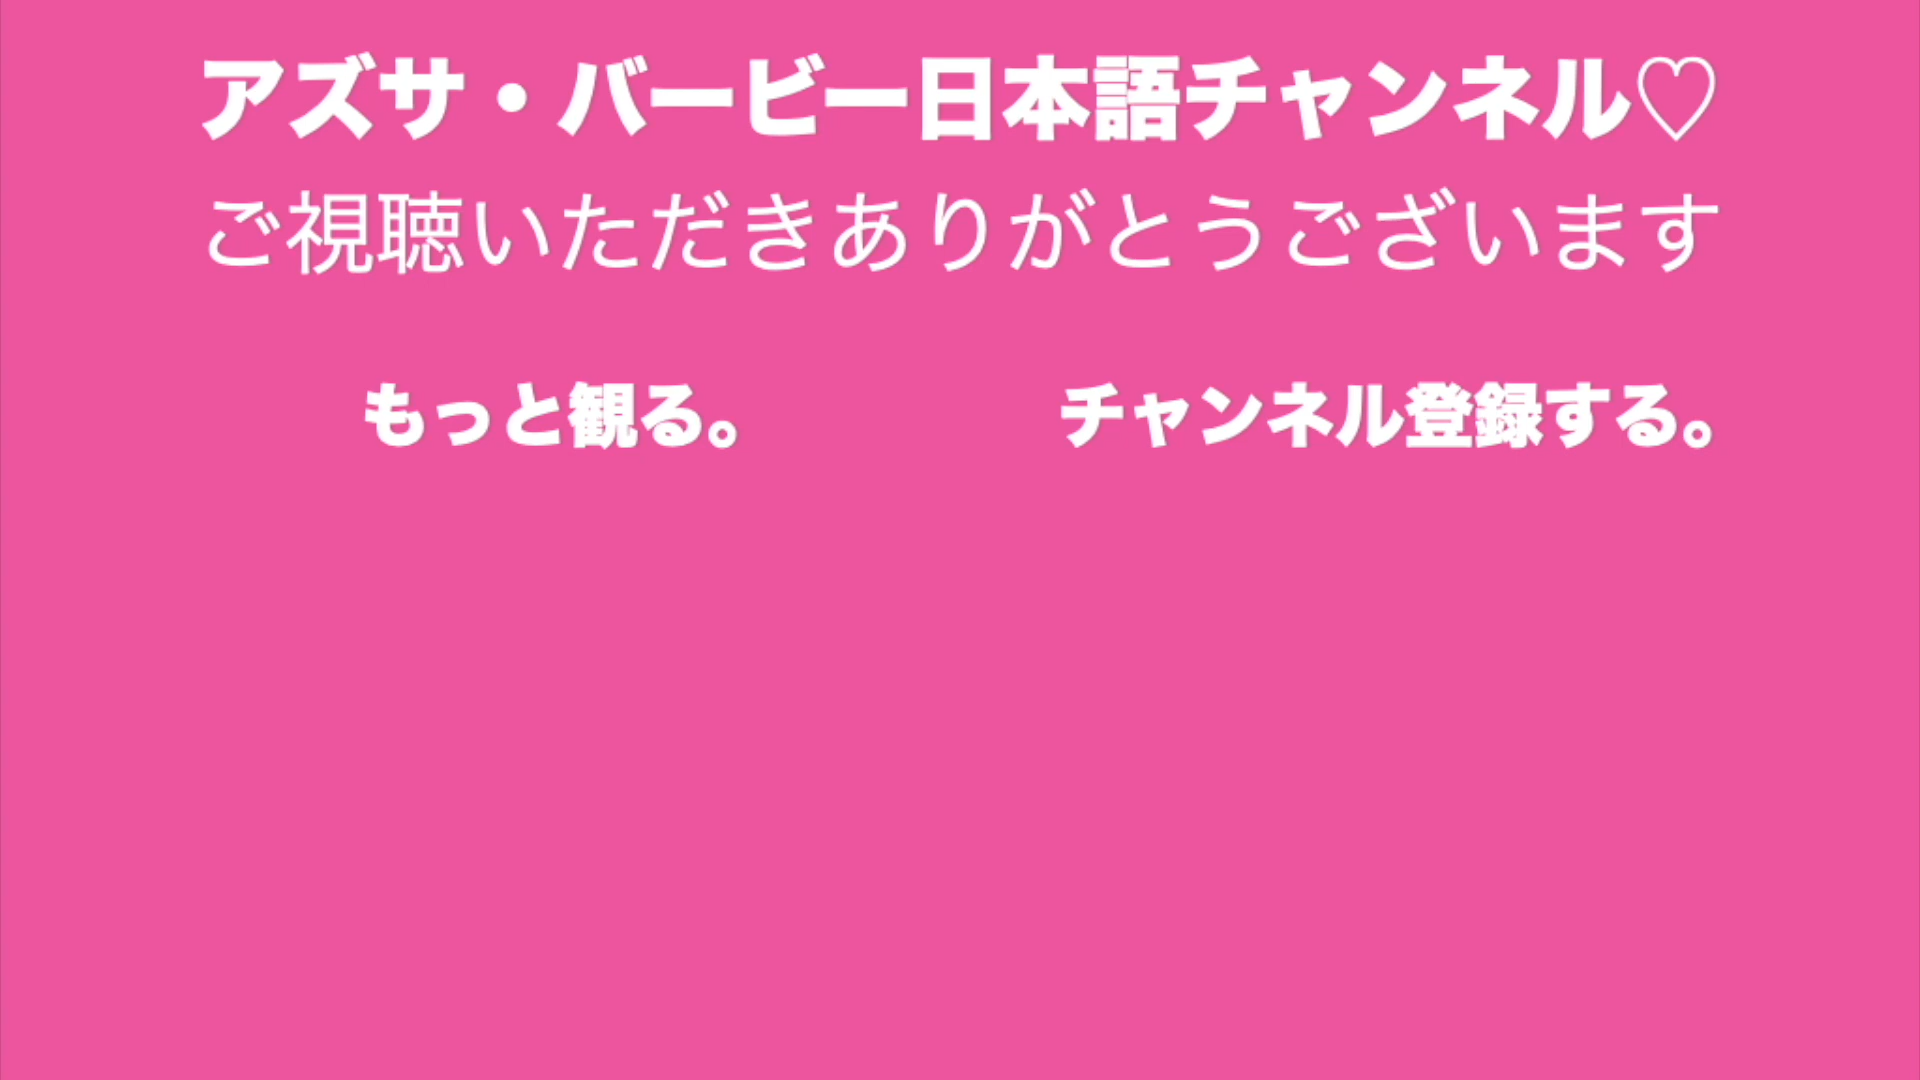 アズサ・バービー日本語チャンネル♡
ご視聴いただきありがとうございます
もっと観る。
チャンネル登録する。